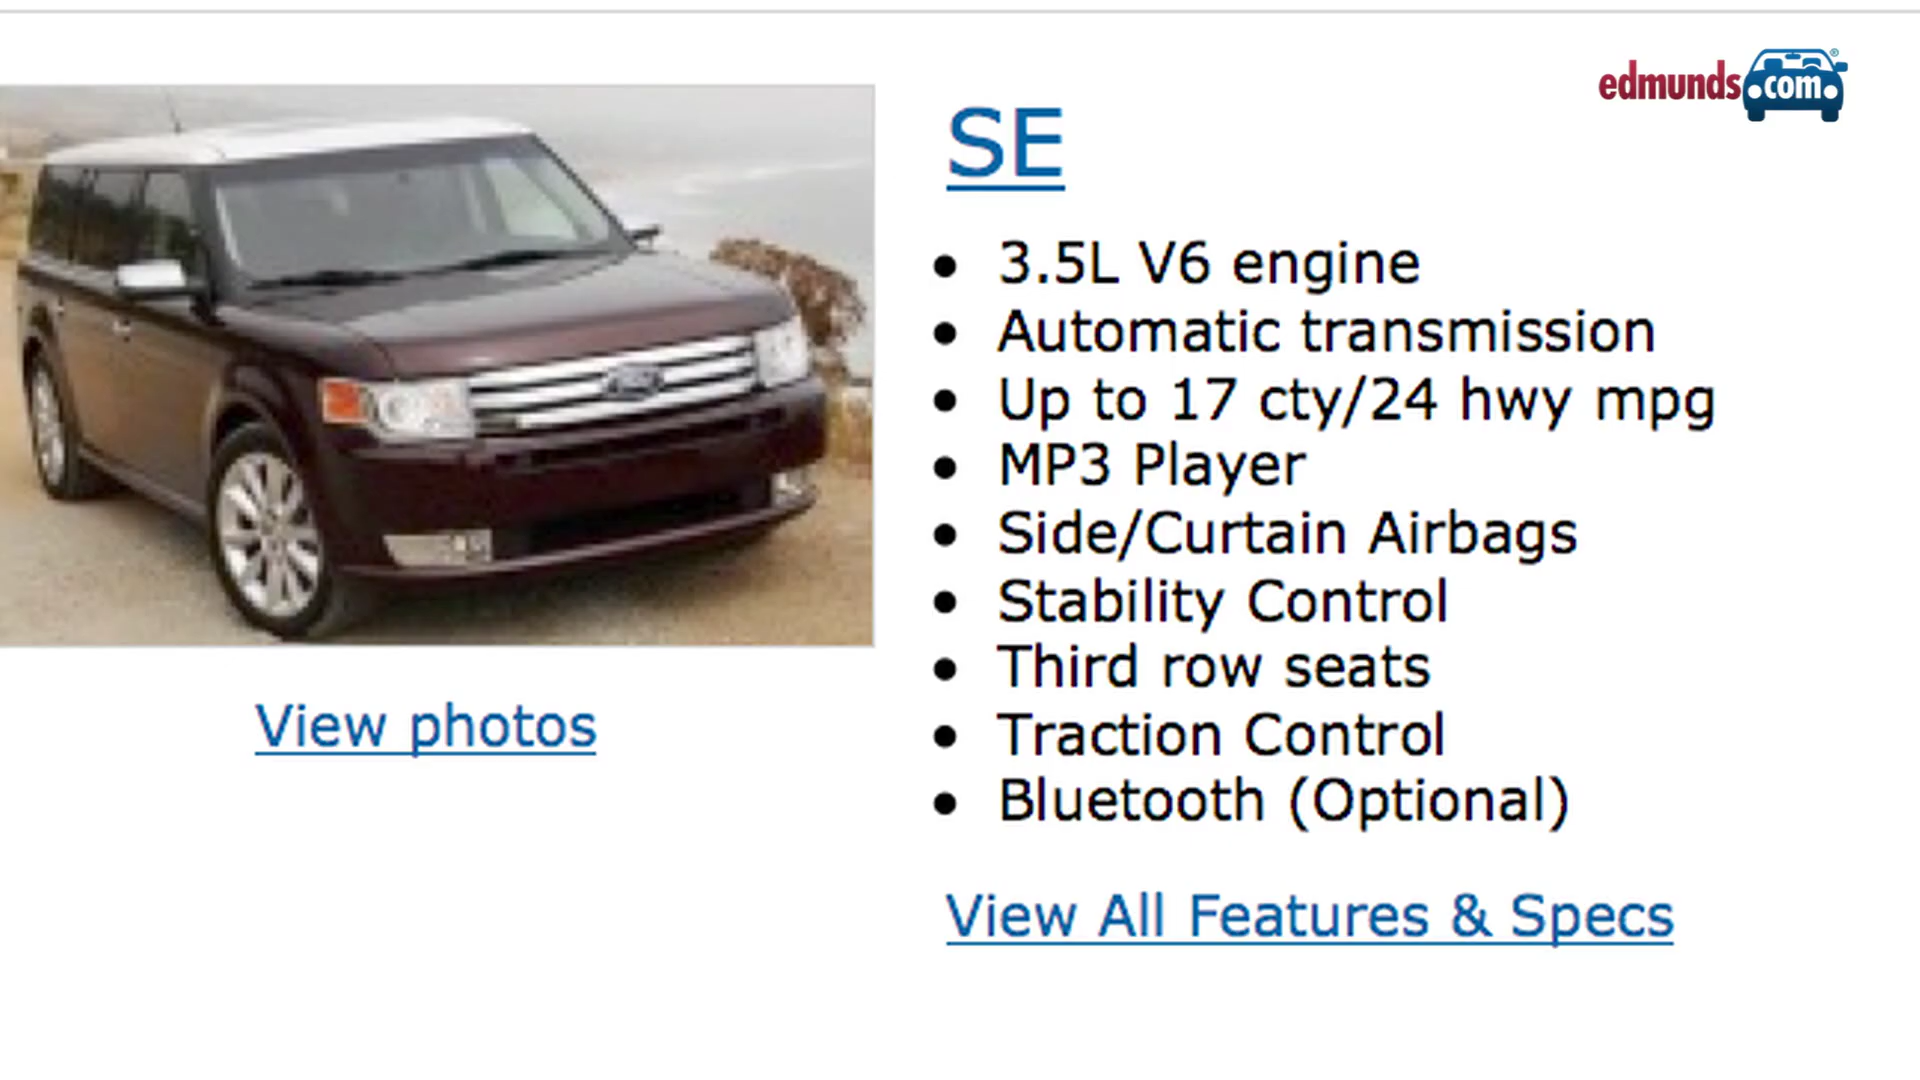 edmunds.com
SE
3.5L V6 engine
Automatic transmission
Up to 17 cty/24 hwy mpg
MP3 Player
Side/Curtain Airbags
Stability Control
Third row seats
Traction Control
Bluetooth (Optional)
View photos
View All Features & Specs